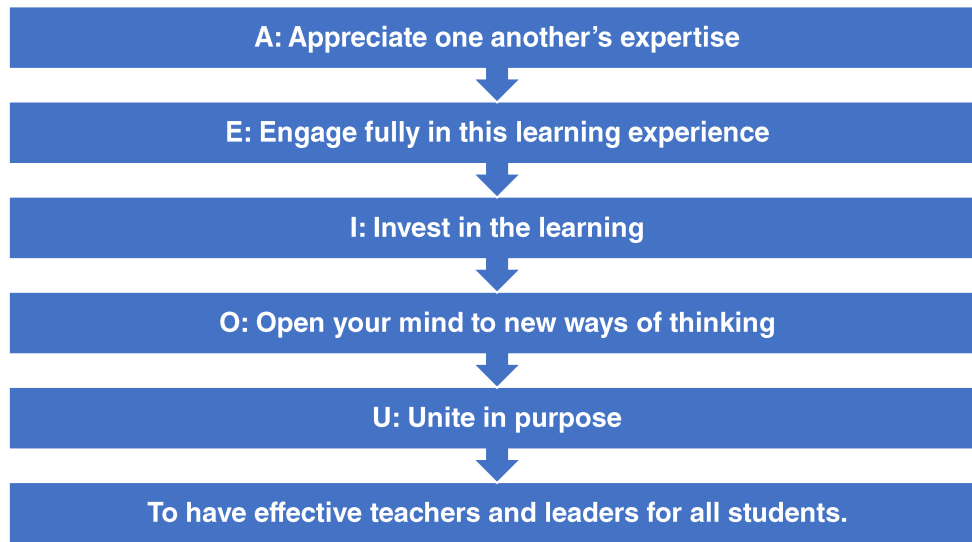 A: Appreciate one another’s expertise
E: Engage fully in this learning experience
I: Invest in the learning
O: Open your mind to new ways of thinking
U: Unite in purpose
To have effective teachers and leaders for all students.